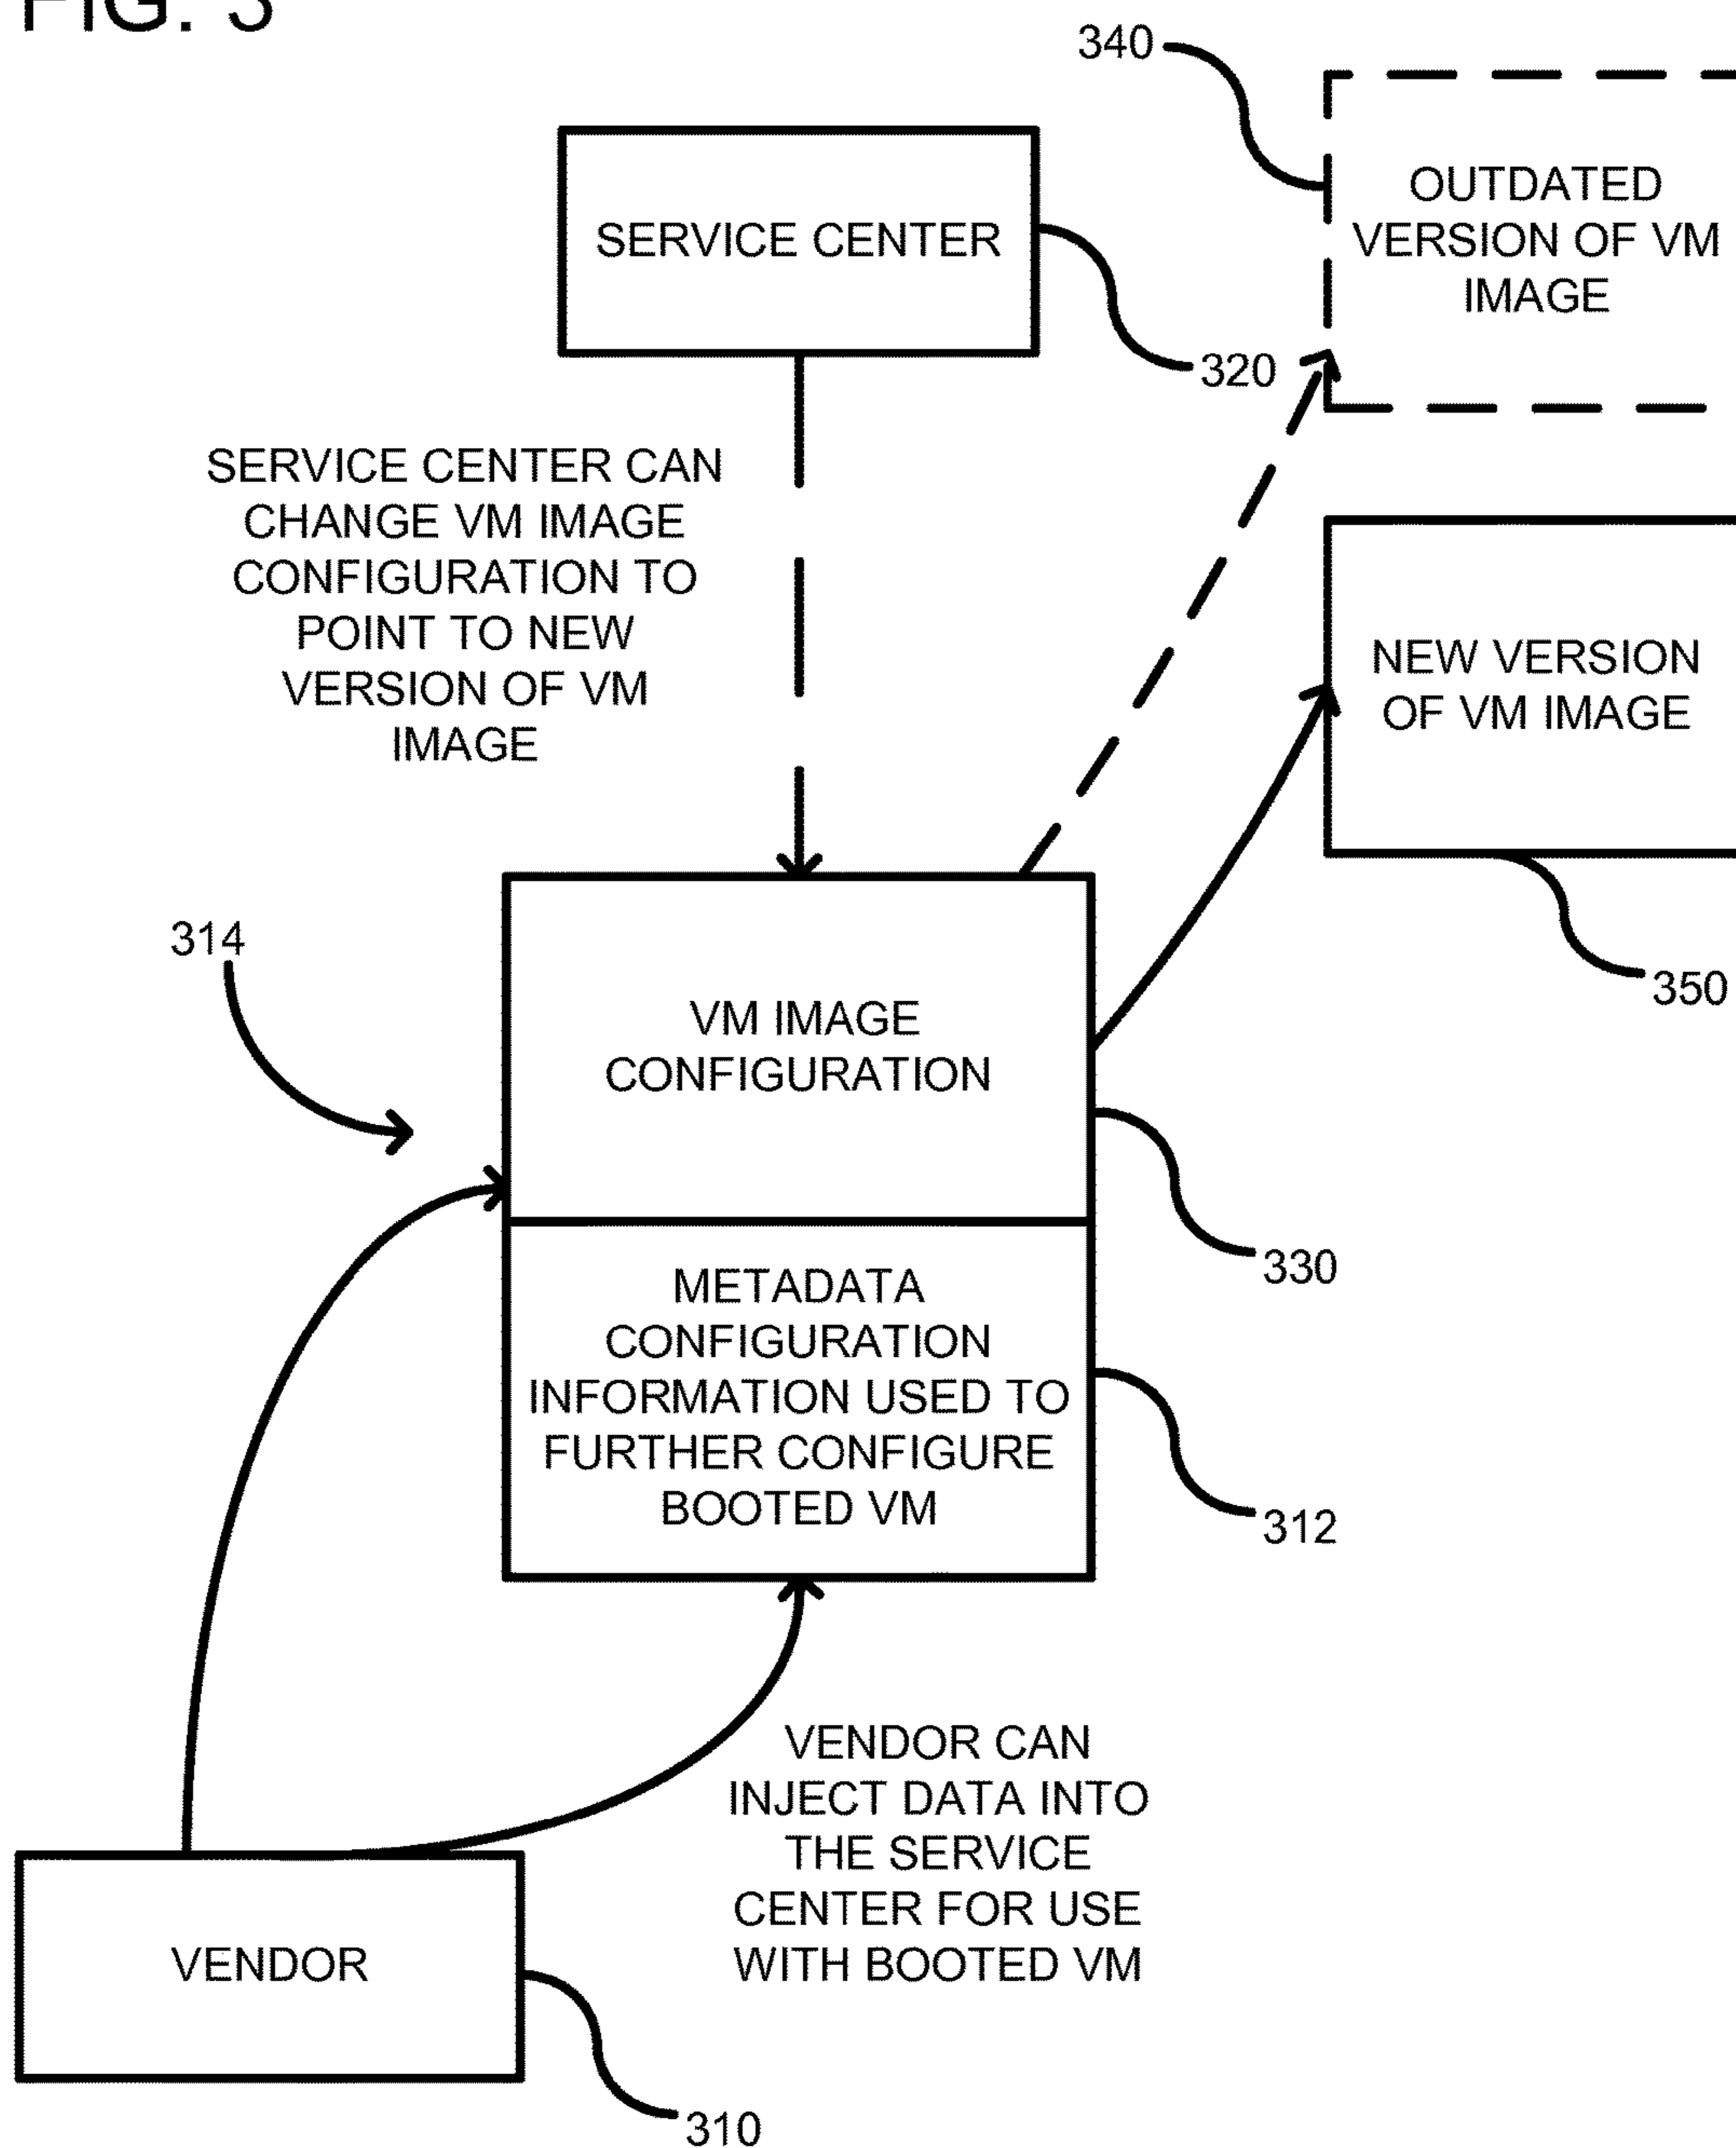 FIG. 3
340
OUTDATED
VERSION OF VM
IMAGE
SERVICE CENTER
320
SERVICE CENTER CAN
CHANGE VM IMAGE
CONFIGURATION TO
POINT TO NEW
VERSION OF VM
IMAGE
NEW VERSION
OF VM IMAGE
350
314
VM IMAGE
CONFIGURATION
330
METADATA
CONFIGURATION
INFORMATION USED TO
FURTHER CONFIGURE
BOOTED VM
312
VENDOR CAN
INJECT DATA INTO
THE SERVICE
CENTER FOR USE
WITH BOOTED VM
VENDOR
310